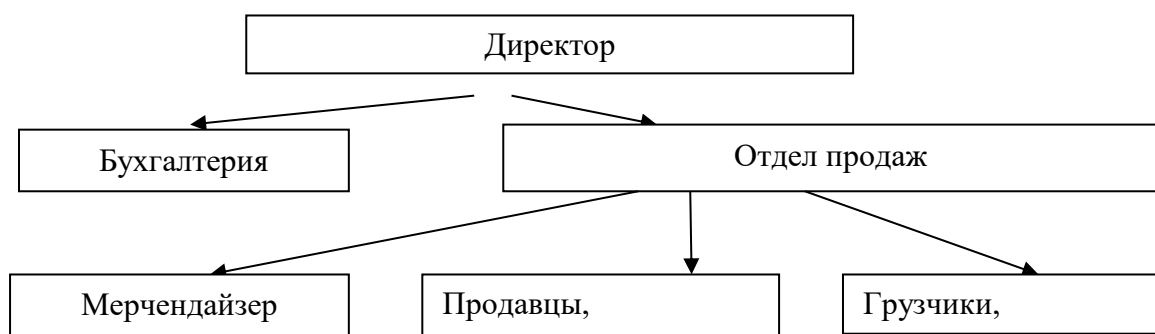 Директор
Бухгалтерия
Отдел продаж
Мерчендайзер
Продавцы,
Грузчики,